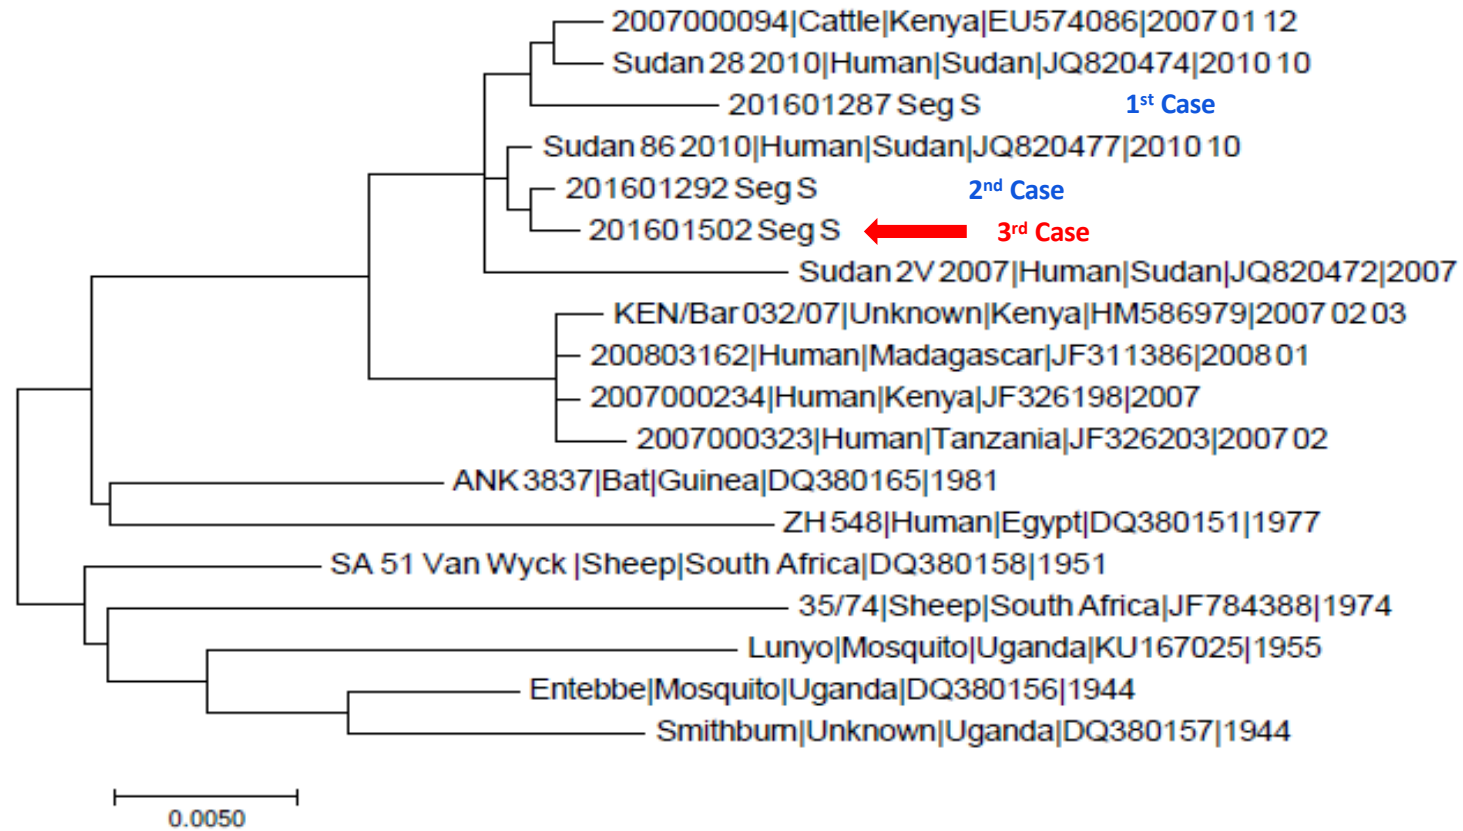 2007000094|Cattle|Kenya|EU574086|2007 01 12
Sudan 28 2010|Human|Sudan|JQ820474|2010 10
201601287 Seg S 1st Case
Sudan 86 2010|Human|Sudan|JQ820477|2010 10
201601292 Seg S 2nd Case
201601502 Seg S 3rd Case
Sudan 2V 2007|Human|Sudan|JQ820472|2007
KEN/Bar 032/07|Unknown|Kenya|HM586979|2007 02 03
200803162|Human|Madagascar|JF311386|2008 01
2007000234|Human|Kenya|JF326198|2007
2007000323|Human|Tanzania|JF326203|2007 02
ANK 3837|Bat|Guinea|DQ380165|1981
ZH 548|Human|Egypt|DQ380151|1977
SA 51 Van Wyck |Sheep|South Africa|DQ380158|1951
35/74|Sheep|South Africa|JF784388|1974
Lunyo|Mosquito|Uganda|KU167025|1955
Entebbe|Mosquito|Uganda|DQ380156|1944
Smithburn|Unknown|Uganda|DQ380157|1944
0.0050